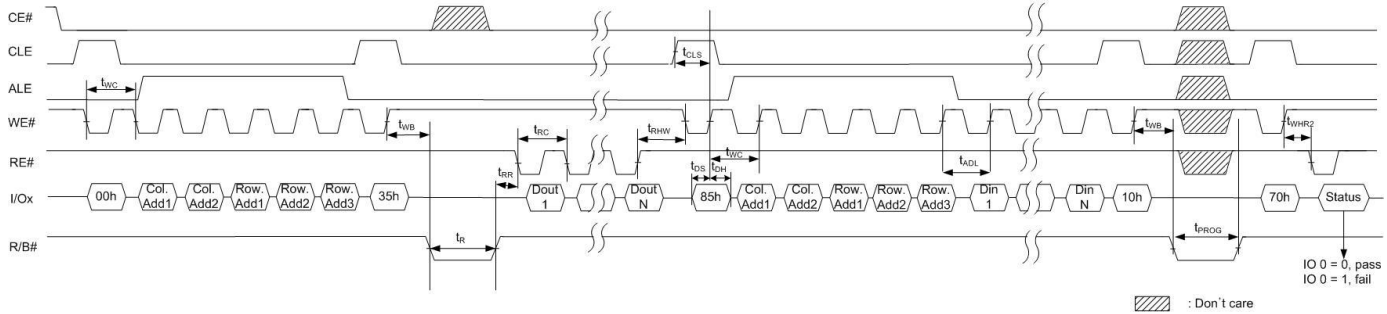 CE#
CLE
tCLS
ALE
tWC
WE#
tWB
tRHW
tWC
tADL
tWB
tWHR2
RE#
tRC
tRR
tDS
tDH
I/Ox
00h
Col. Add1
Col. Add2
Row. Add1
Row. Add2
Row. Add3
35h
Dout 1
Dout N
85h
Col. Add1
Col. Add2
Row. Add1
Row. Add2
Row. Add3
Din 1
Din N
10h
70h
Status
R/B#
tR
tPROG
IO 0 = 0, pass
IO 0 = 1, fail
: Don`t care